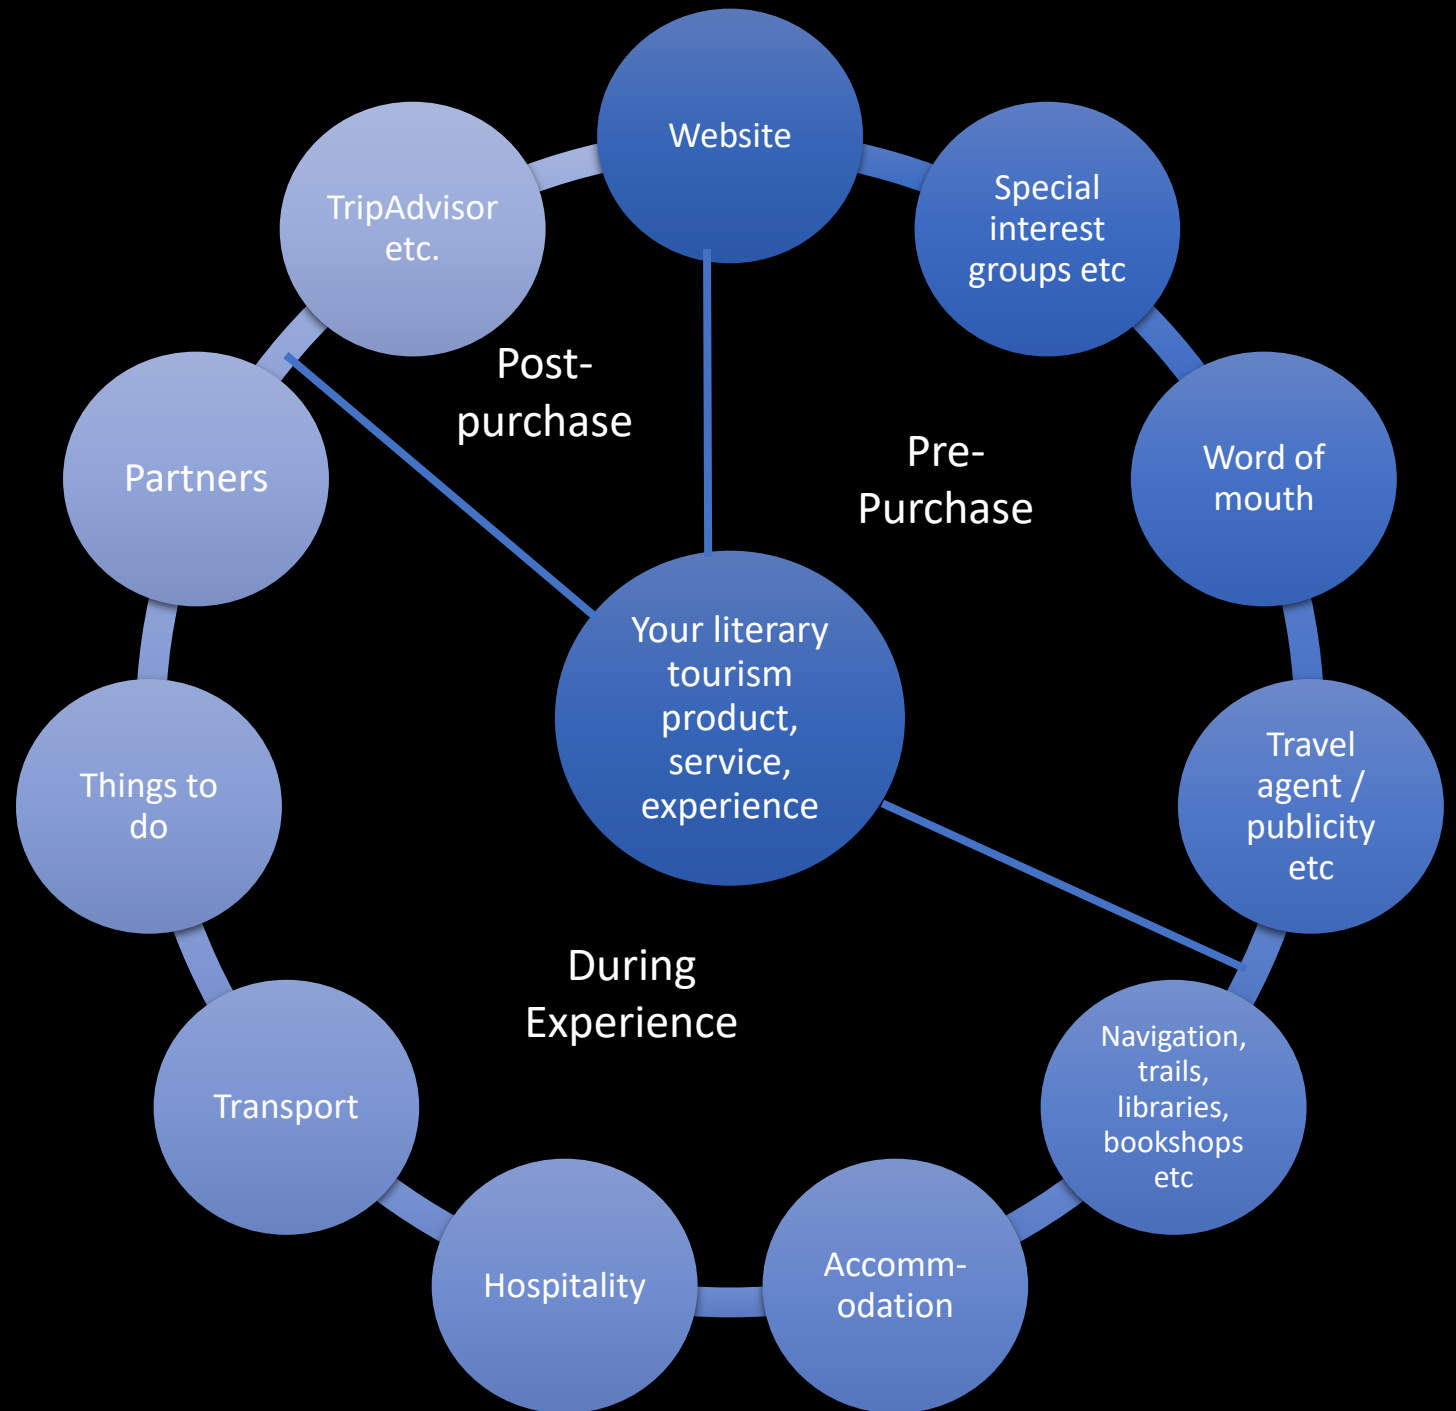 Website
Special
interest
groups etc
Word of
mouth
Travel
agent /
publicity
etc
Navigation,
trails,
libraries,
bookshops
etc
Accomm-
odation
Hospitality
Transport
Things to
do
Partners
TripAdvisor
etc.
Post-
purchase
Pre-
Purchase
Your literary
tourism
product,
service,
experience
During
Experience